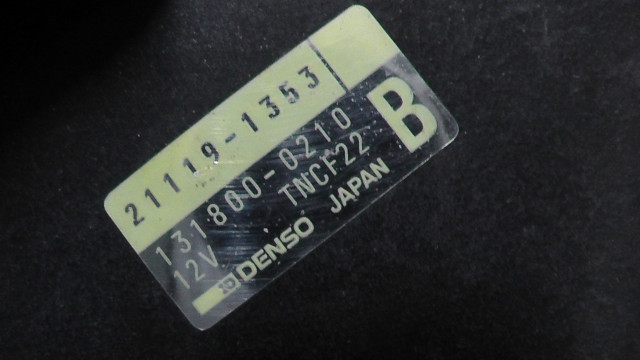 21119-1353
B
131800-0210
12V TNCF22
DENSO JAPAN